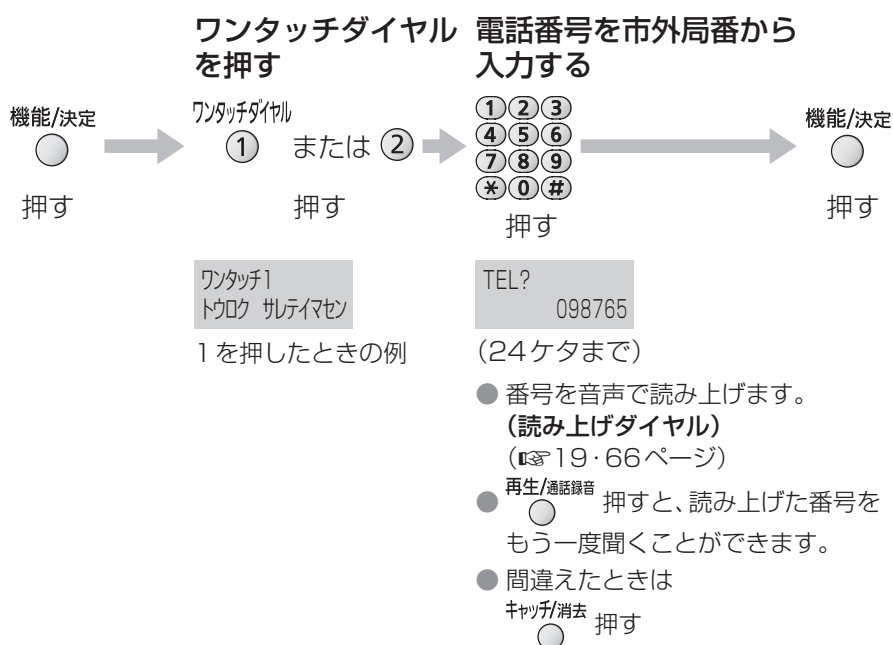 ワンタッチダイヤル
を押す
電話番号を市外局番から
入力する
機能/決定
押す
ワンタッチダイヤル
1 または 2
押す
1 2 3
4 5 6
7 8 9
* 0 #
押す
機能/決定
押す
ワンタッチ1
トウロク サレテイマセン
1を押したときの例
TEL?
098765
(24ケタまで)
● 番号を音声で読み上げます。
(読み上げダイヤル)
(☞19・66ページ)
● 再生/通話録音 押すと、読み上げた番号を
もう一度聞くことができます。
● 間違えたときは
キャッチ/消去 押す